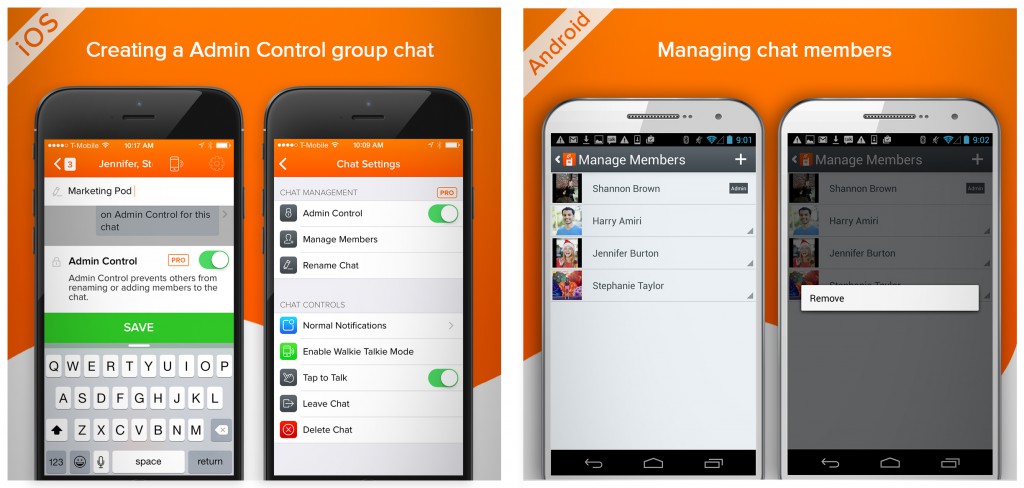 iOS
Creating a Admin Control group chat
T-Mobile 10:17 AM
3 Jennifer, St
Marketing Pod
on Admin Control for this
chat
Admin Control PRO
Admin Control prevents others from
renaming or adding members to the
chat.
SAVE
Q W E R T Y U I O P
A S D F G H J K L
Z X C V B N M
123 space return
T-Mobile 10:09 AM
Chat Settings
CHAT MANAGEMENT PRO
Admin Control
Manage Members
Rename Chat
CHAT CONTROLS
Normal Notifications
Enable Walkie Talkie Mode
Tap to Talk
Leave Chat
Delete Chat
Android
Managing chat members
9:01
Manage Members +
Shannon Brown Admin
Harry Amiri
Jennifer Burton
Stephanie Taylor
9:02
Manage Members +
Shannon Brown Admin
Harry Amiri
Jennifer Burton
Stephanie Taylor
Remove